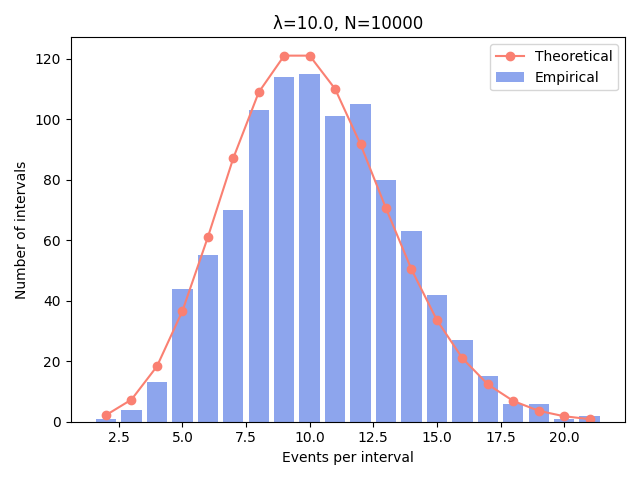 λ=10.0, N=10000
Theoretical
Empirical
Number of intervals
120
100
80
60
40
20
0
2.5 5.0 7.5 10.0 12.5 15.0 17.5 20.0
Events per interval